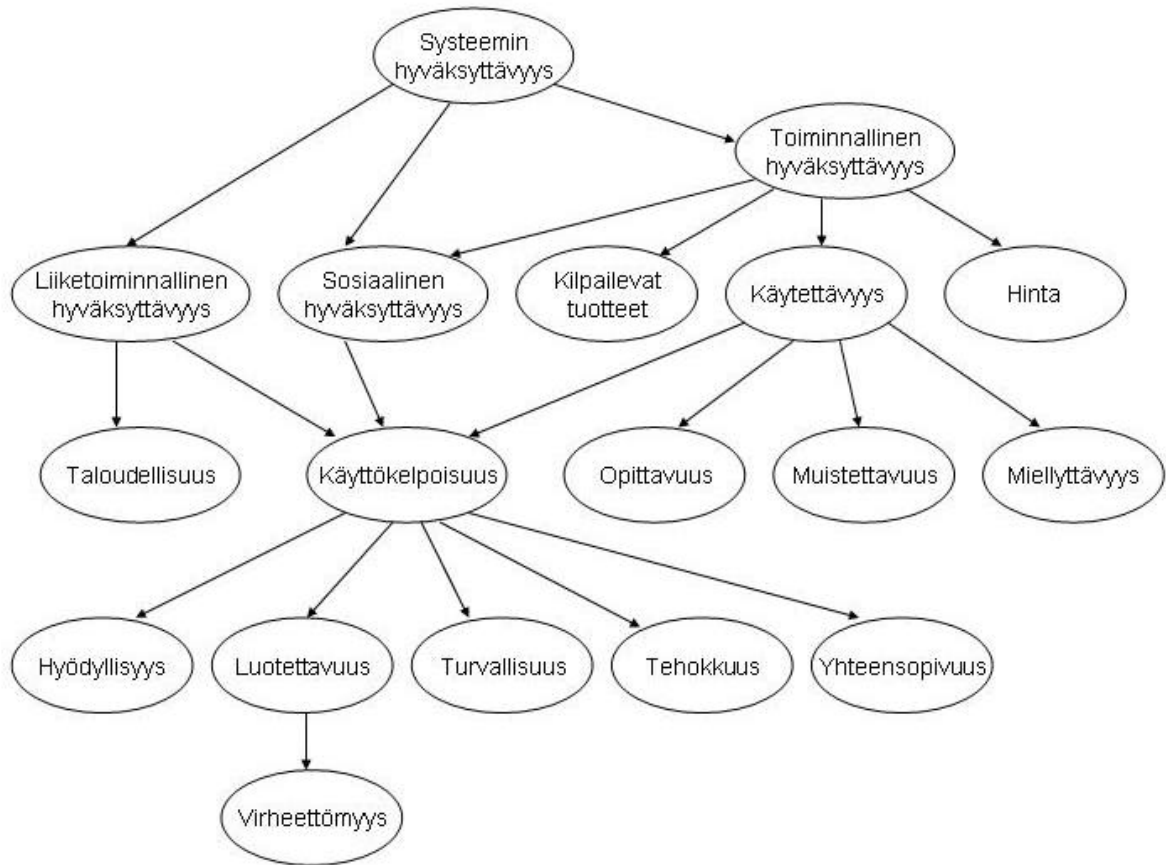 Systeemin
hyväksyttävyys
Toiminnallinen
hyväksyttävyys
Liiketoiminnallinen
hyväksyttävyys
Sosiaalinen
hyväksyttävyys
Kilpailevat
tuotteet
Käytettävyys
Hinta
Taloudellisuus
Käyttökelpoisuus
Opittavuus
Muistettavuus
Miellyttävyys
Hyödyllisyys
Luotettavuus
Turvallisuus
Tehokkuus
Yhteensopivuus
Virheettömyys